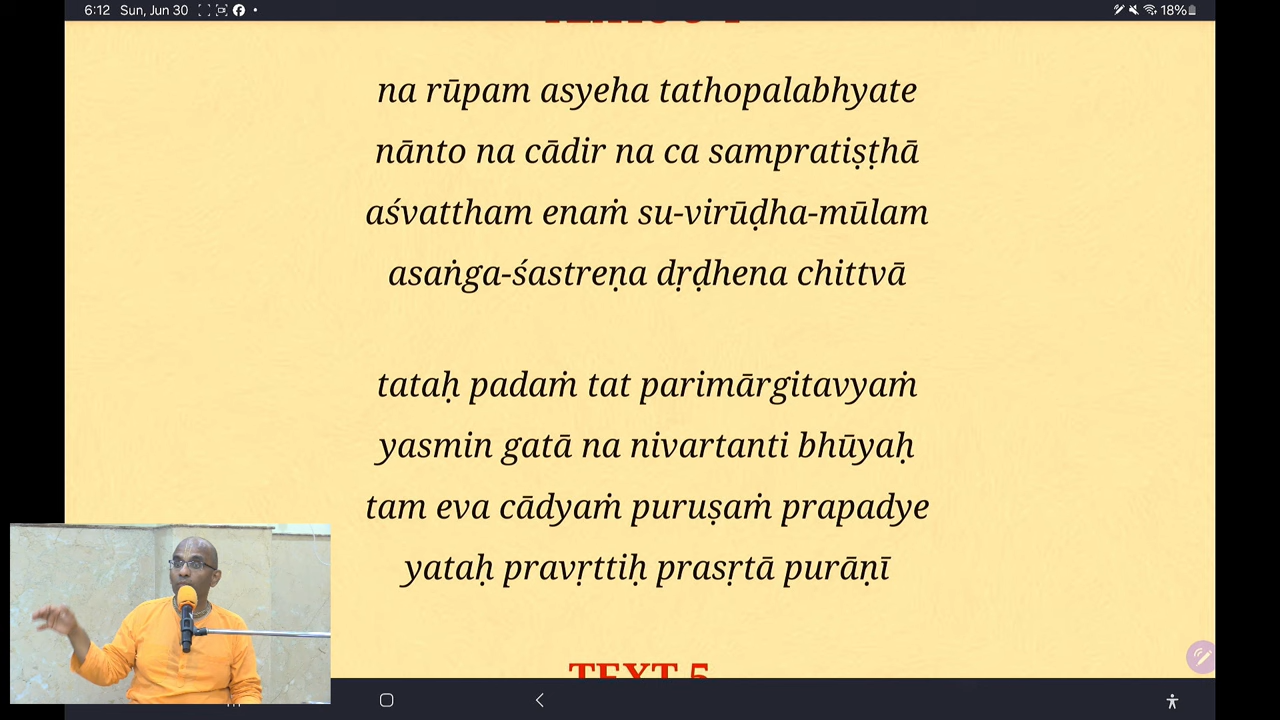 6:12 Sun, Jun 30
18%
na rūpam asyeha tathopalabhyate
nānto na cādir na ca sampratiṣṭhā
aśvattham enaṁ su-virūḍha-mūlam
asaṅga-śastreṇa dṛḍhena chittvā
tataḥ padaṁ tat parimārgitavyaṁ
yasmin gatā na nivartanti bhūyaḥ
tam eva cādyaṁ puruṣaṁ prapadye
yataḥ pravṛttiḥ prasṛtā purāṇī
TEXT 5